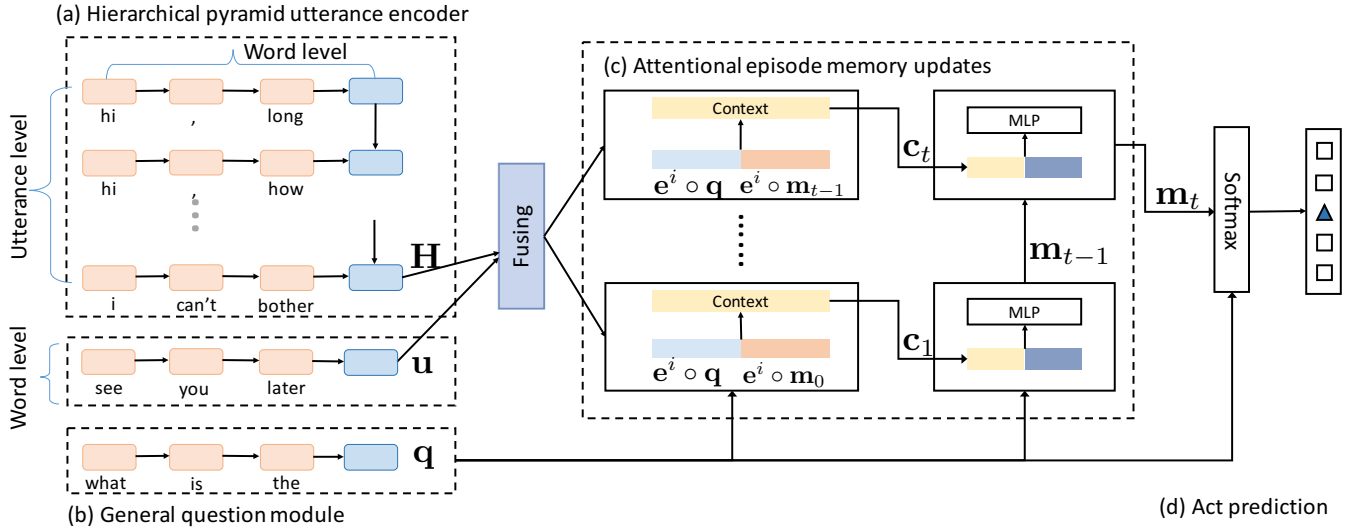 (a) Hierarchical pyramid utterance encoder
Word level
hi , long
hi , how
i can't bother
Utterance level
H
see you later
Word level
u
what is the
q
(b) General question module
Fusing
(c) Attentional episode memory updates
Context
e^i ∘ q e^i ∘ m_{t−1}
c_t
MLP
m_{t−1}
Context
e^i ∘ q e^i ∘ m_0
c_1
MLP
m_t
Softmax
(d) Act prediction